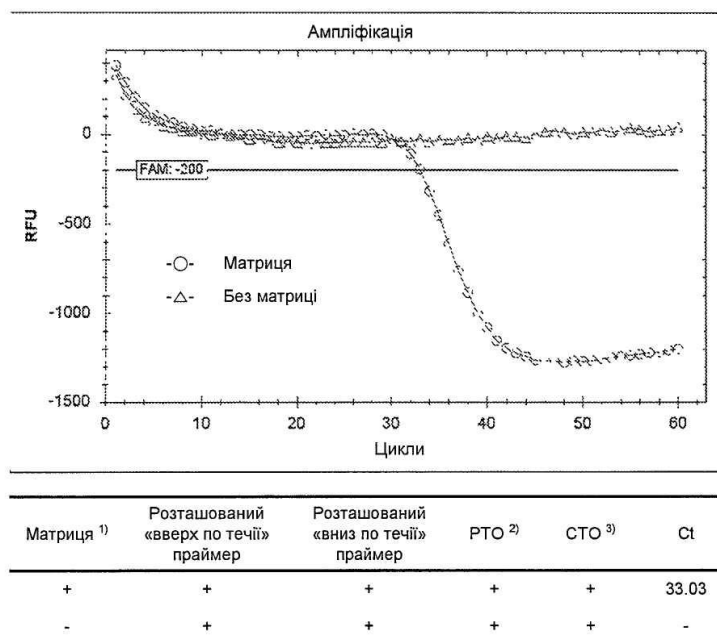 Ампліфікація
0
FAM: -200
-500
-1000
-1500
RFU
Матриця
Без матриці
0 10 20 30 40 50 60
Цикли
Матриця 1) Розташований «вверх по течії» праймер Розташований «вниз по течії» праймер PTO 2) CTO 3) Ct
+ + + + + 33.03
- + + + + -